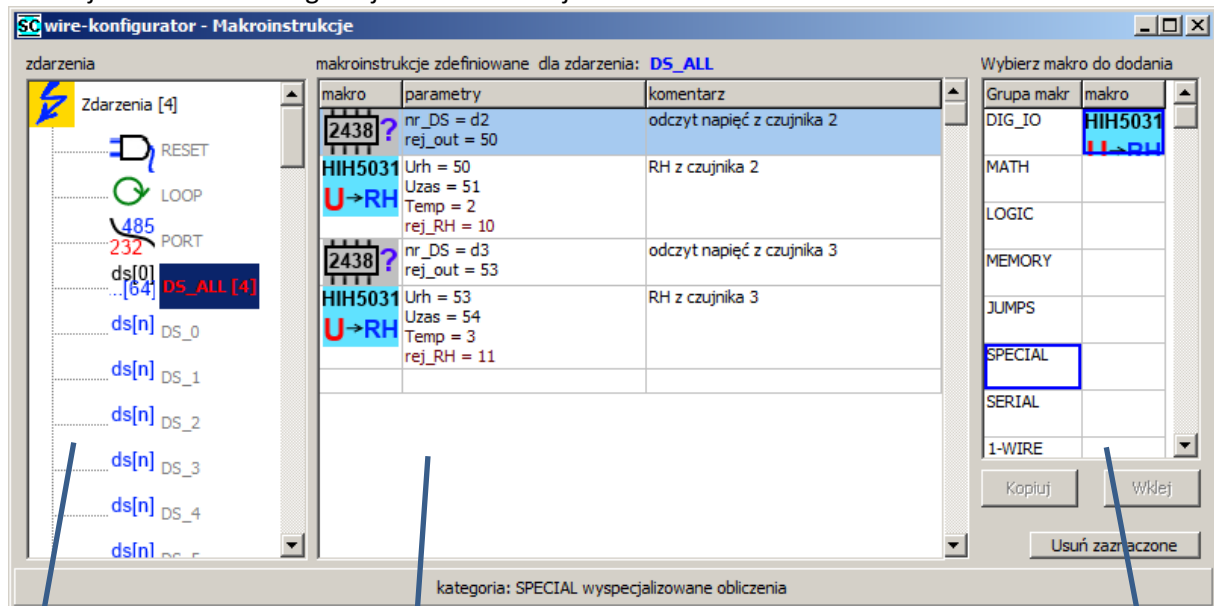 SC wire-konfigurator - Makroinstrukcje
zdarzenia
makroinstrukcje zdefiniowane dla zdarzenia: DS_ALL
Wybierz makro do dodania
Zdarzenia [4]
RESET
LOOP
485
232 PORT
ds[0]
...[64] DS_ALL [4]
ds[n] DS_0
ds[n] DS_1
ds[n] DS_2
ds[n] DS_3
ds[n] DS_4
ds[n]
makro parametry komentarz
2438 ? nr_DS = d2 odczyt napięć z czujnika 2
rej_out = 50
HIH5031 Urh = 50 RH z czujnika 2
U→RH Uzas = 51
Temp = 2
rej_RH = 10
2438 ? nr_DS = d3 odczyt napięć z czujnika 3
rej_out = 53
HIH5031 Urh = 53 RH z czujnika 3
U→RH Uzas = 54
Temp = 3
rej_RH = 11
Grupa makr makro
DIG_IO HIH5031
U→RH
MATH
LOGIC
MEMORY
JUMPS
SPECIAL
SERIAL
1-WIRE
Kopiuj Wklej
Usuń zaznaczone
kategoria: SPECIAL wyspecjalizowane obliczenia